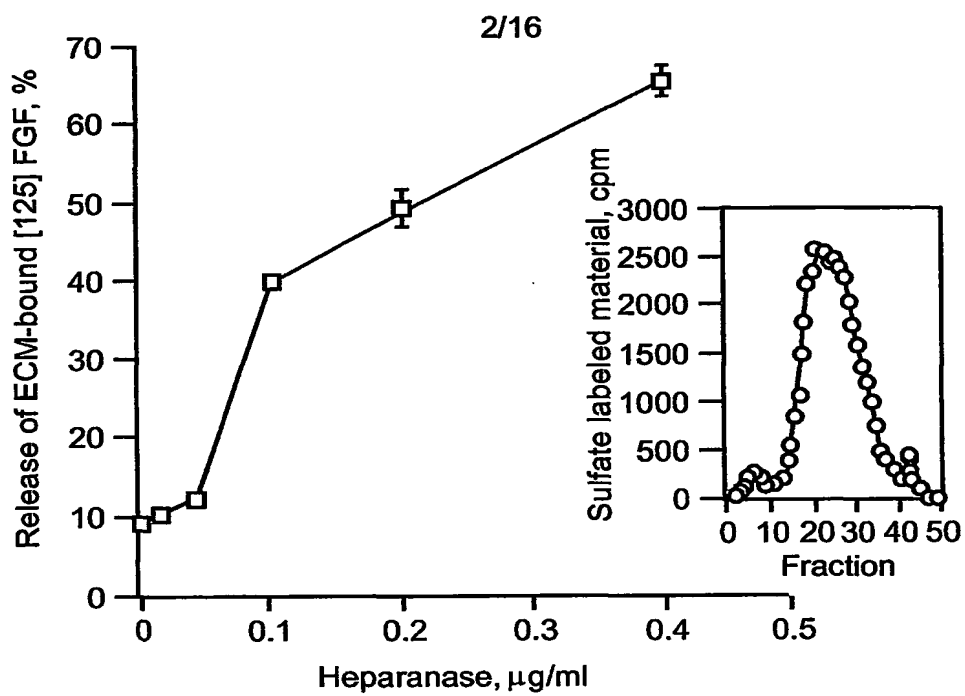 2/16
Release of ECM-bound [125] FGF, %
70
60
50
40
30
20
10
0
0 0.1 0.2 0.3 0.4 0.5
Heparanase, μg/ml
Sulfate labeled material, cpm
3000
2500
2000
1500
1000
500
0
0 10 20 30 40 50
Fraction